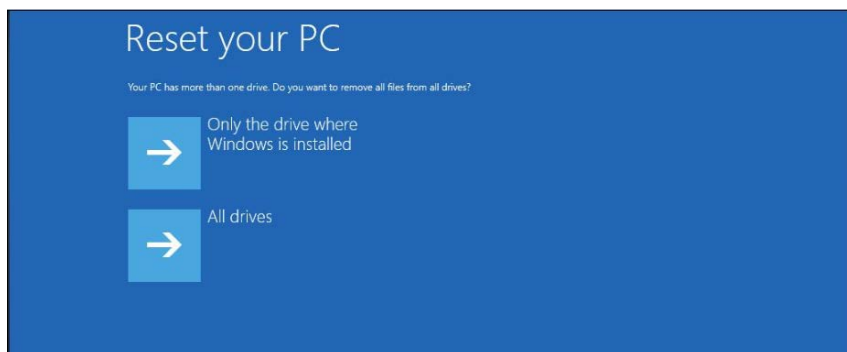 Reset your PC
Your PC has more than one drive. Do you want to remove all files from all drives?
Only the drive where
Windows is installed
All drives